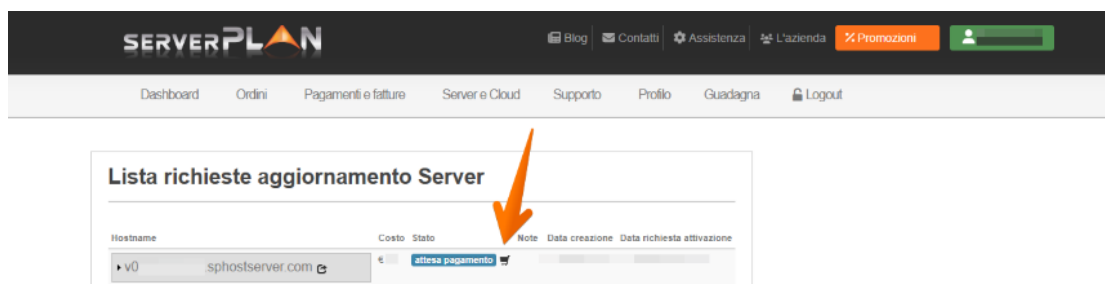 SERVERPLAN
Blog Contatti Assistenza L'azienda Promozioni
Dashboard Ordini Pagamenti e fatture Server e Cloud Supporto Profilo Guadagna Logout
Lista richieste aggiornamento Server
Hostname Costo Stato Note Data creazione Data richiesta attivazione
v0 .sphostserver.com € attesa pagamento